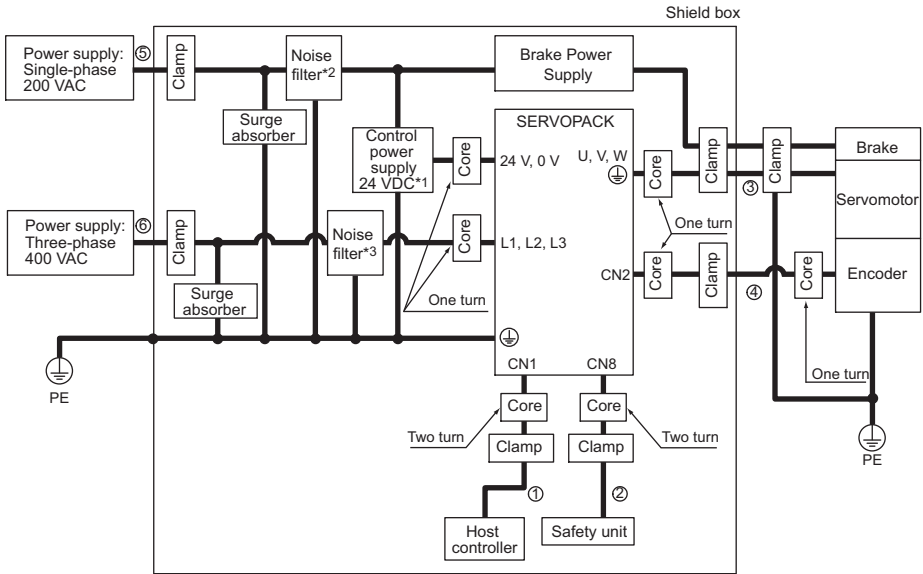 Shield box
Power supply:
Single-phase
200 VAC
⑤
Clamp
Noise
filter*2
Brake Power
Supply
Surge
absorber
Control
power
supply
24 VDC*1
Core
SERVOPACK
24 V, 0 V
U, V, W
Core
Clamp
③
Clamp
Brake
Servomotor
Power supply:
Three-phase
400 VAC
⑥
Clamp
Noise
filter*3
Core
L1, L2, L3
One turn
One turn
CN2
Core
Clamp
④
Core
Encoder
Surge
absorber
One turn
PE
CN1
CN8
Two turn
Core
Core
Two turn
Clamp
Clamp
PE
①
②
Host
controller
Safety unit